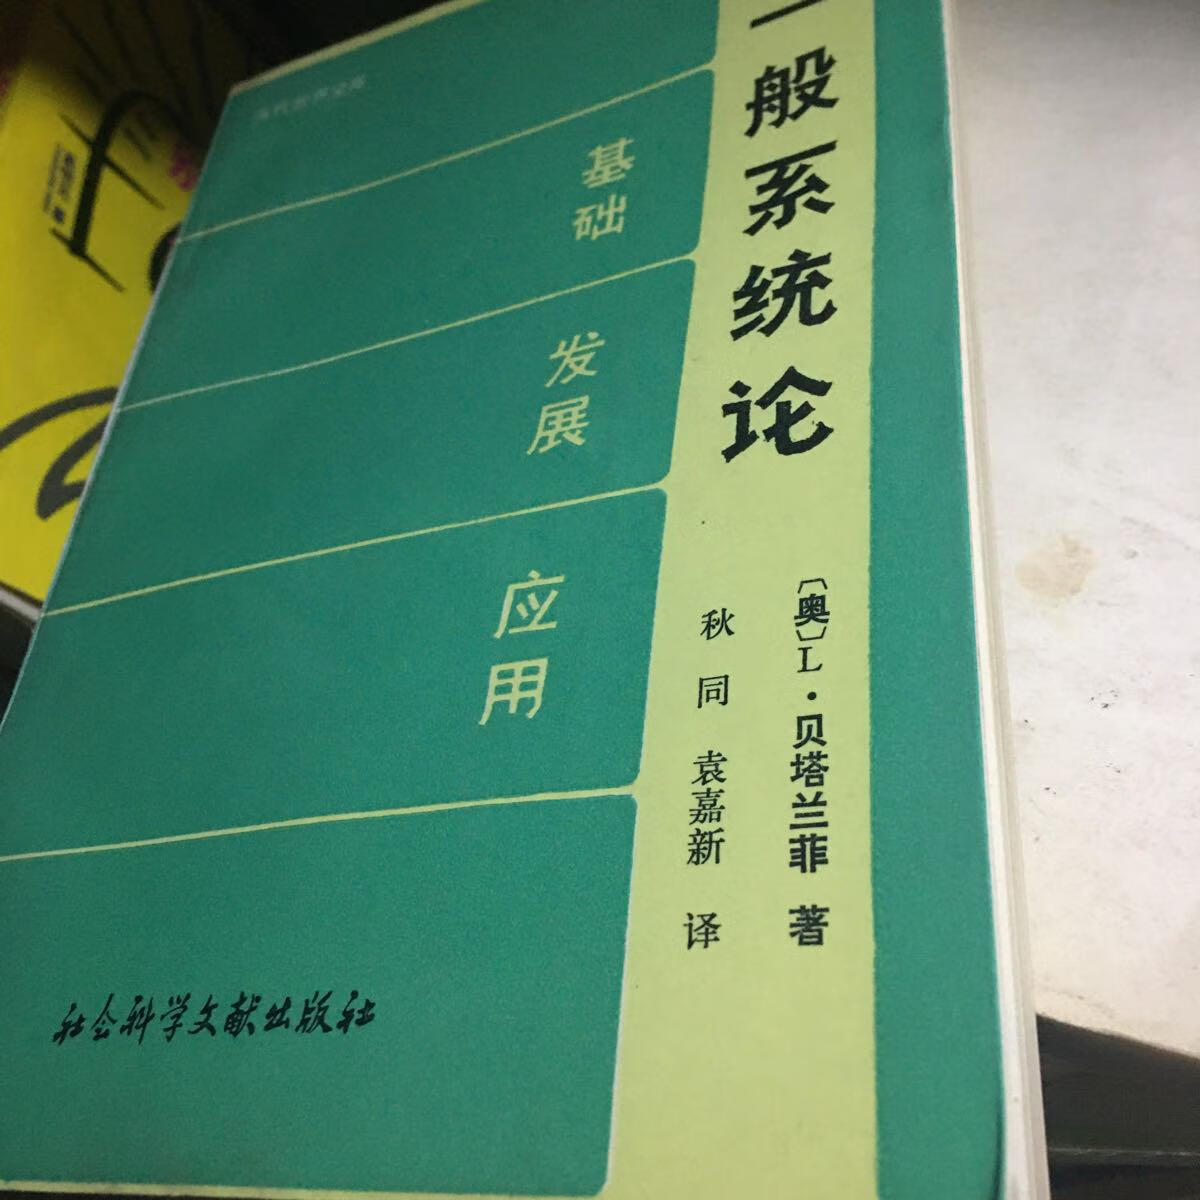 一般系统论
基础
发展
应用
〔奥〕L·贝塔兰菲 著
秋同 袁嘉新 译
社会科学文献出版社